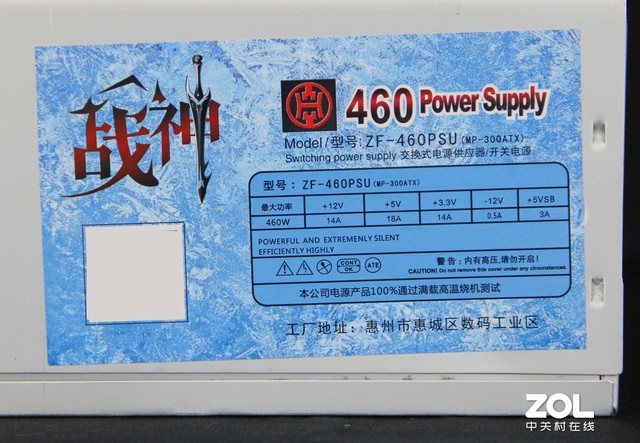 战神
460 Power Supply
Model/型号:ZF-460PSU(MP-300ATX)
Switching power supply 交换式电源供应器/开关电源
型号：ZF-460PSU(MP-300ATX)
最大功率 +12V +5V +3.3V -12V +5VSB
460W 14A 18A 14A 0.5A 3A
POWERFUL AND EXTREMENLY SILENT
EFFICIENTLY HIGHLY
警告：内有高压,请勿开启！
CONT OK ATE
CAUTION! Do not remove this cover under any circumstances.
本公司电源产品100%通过满载高温烧机测试
工厂地址：惠州市惠城区数码工业区
ZOL
中关村在线